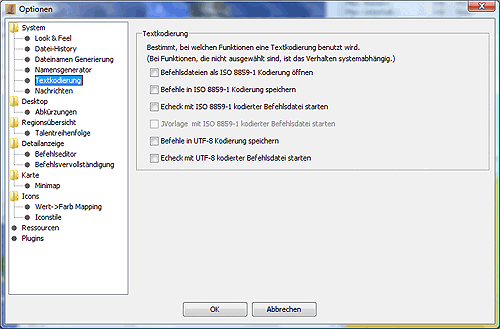 Optionen
System
Look & Feel
Datei-History
Dateinamen Generierung
Namensgenerator
Textkodierung
Nachrichten
Desktop
Abkürzungen
Regionsübersicht
Talentreihenfolge
Detailanzeige
Befehlseditor
Befehlsvervollständigung
Karte
Minimap
Icons
Wert->Farb Mapping
Iconstile
Ressourcen
Plugins
Textkodierung
Bestimmt, bei welchen Funktionen eine Textkodierung benutzt wird.
(Bei Funktionen, die nicht ausgewählt sind, ist das Verhalten systemabhängig.)
Befehlsdateien als ISO 8859-1 Kodierung öffnen
Befehle in ISO 8859-1 Kodierung speichern
Echeck mit ISO 8859-1 kodierter Befehlsdatei starten
JVorlage mit ISO 8859-1 kodierter Befehlsdatei starten
Befehle in UTF-8 Kodierung speichern
Echeck mit UTF-8 kodierter Befehlsdatei starten
OK
Abbrechen